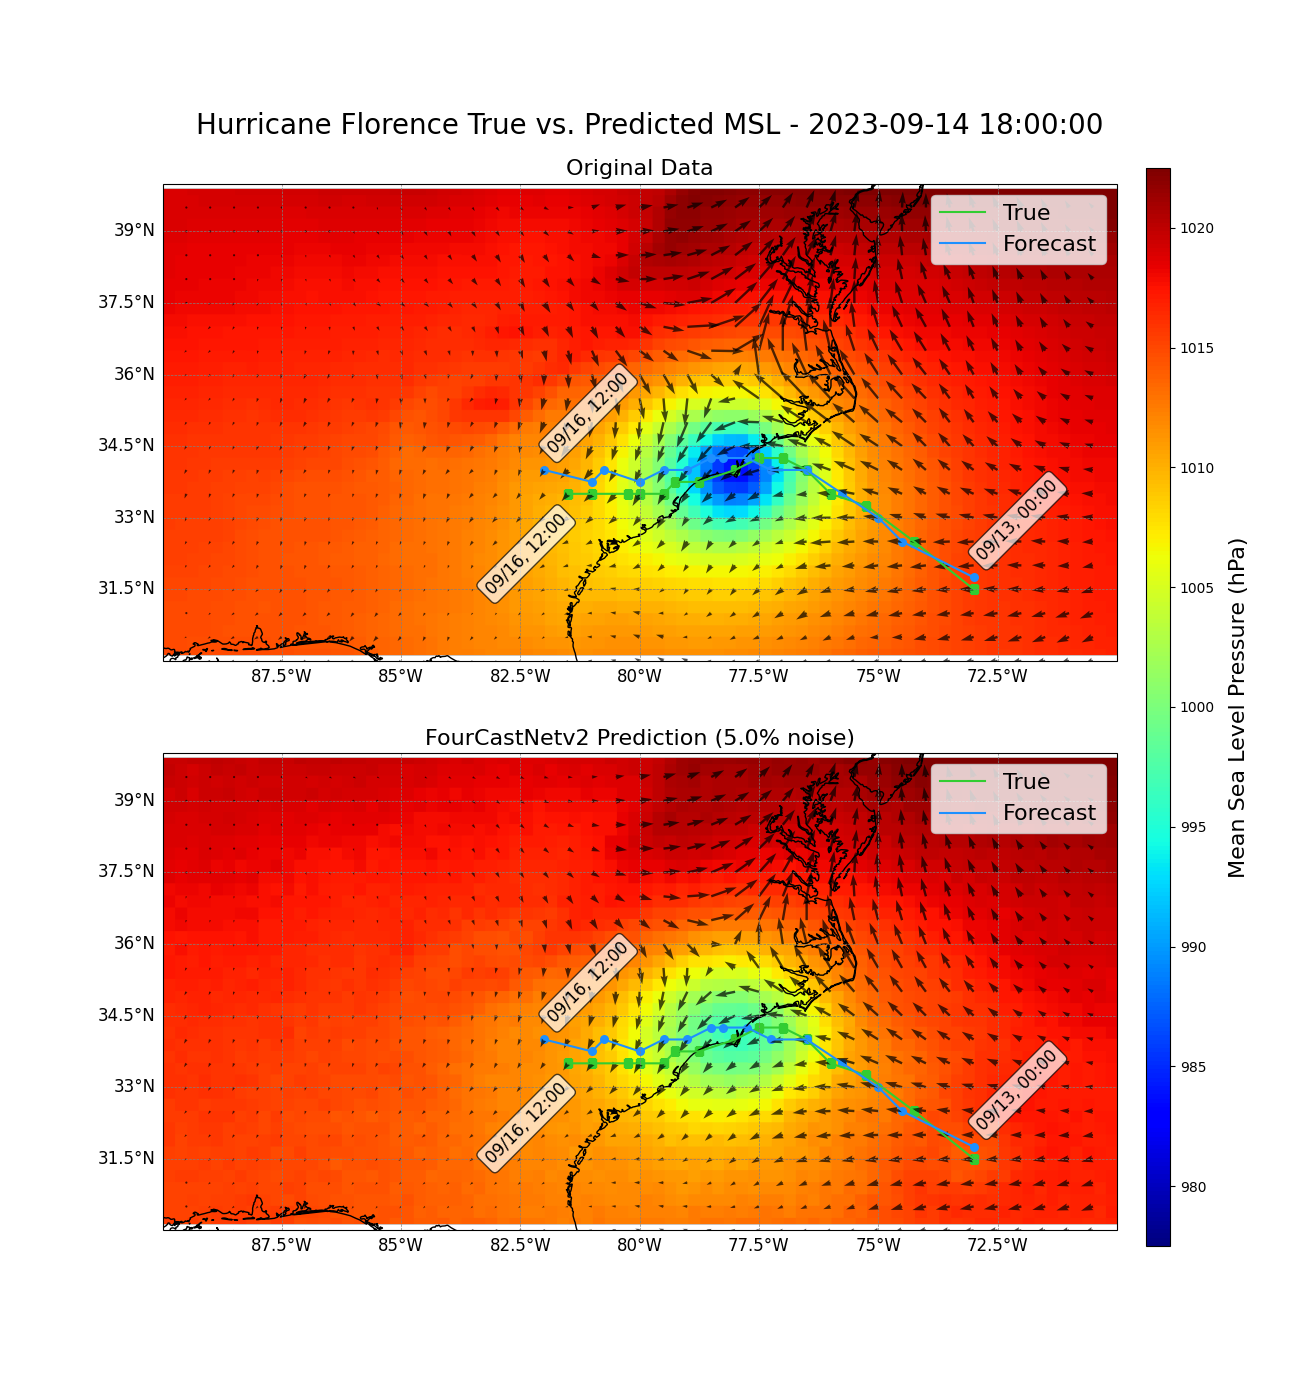 Hurricane Florence True vs. Predicted MSL - 2023-09-14 18:00:00
Original Data
True
Forecast
39°N
37.5°N
36°N
34.5°N
33°N
31.5°N
09/16, 12:00
09/16, 12:00
09/13, 00:00
87.5°W
85°W
82.5°W
80°W
77.5°W
75°W
72.5°W
FourCastNetv2 Prediction (5.0% noise)
True
Forecast
39°N
37.5°N
36°N
34.5°N
33°N
31.5°N
09/16, 12:00
09/16, 12:00
09/13, 00:00
87.5°W
85°W
82.5°W
80°W
77.5°W
75°W
72.5°W
1020
1015
1010
1005
1000
995
990
985
980
Mean Sea Level Pressure (hPa)